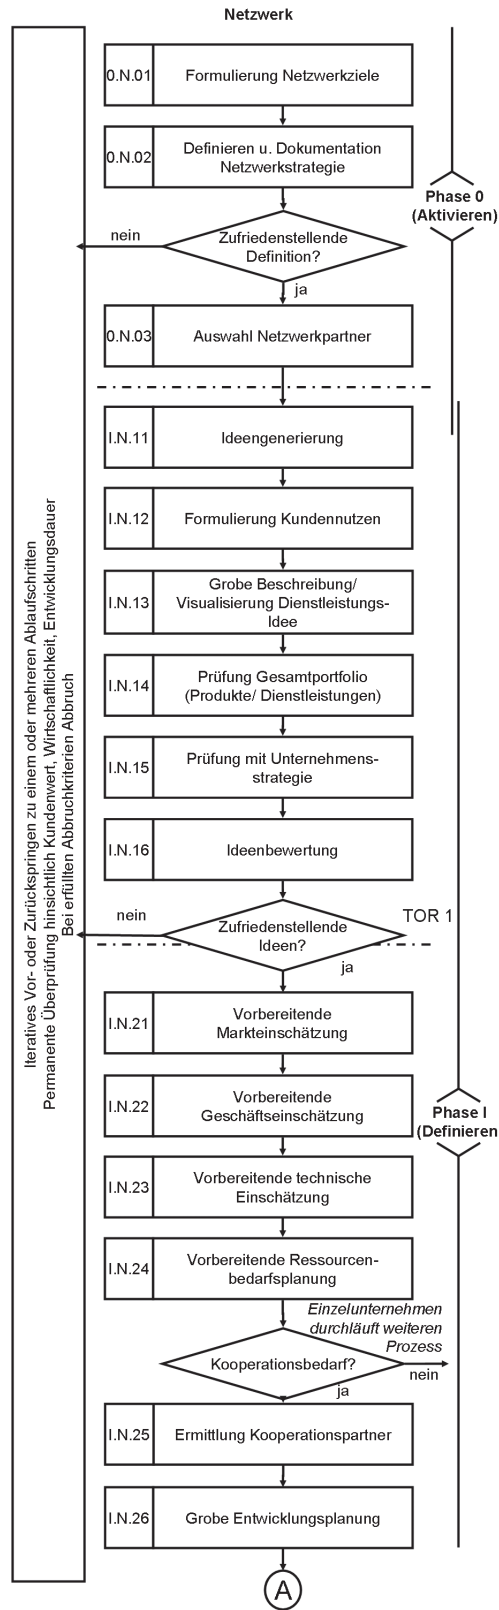 Netzwerk
0.N.01
Formulierung Netzwerkziele
0.N.02
Definieren u. Dokumentation
Netzwerkstrategie
Phase 0
(Aktivieren)
Zufriedenstellende
Definition?
nein
ja
0.N.03
Auswahl Netzwerkpartner
I.N.11
Ideengenerierung
I.N.12
Formulierung Kundennutzen
I.N.13
Grobe Beschreibung/
Visualisierung Dienstleistungs-
Idee
I.N.14
Prüfung Gesamtportfolio
(Produkte/ Dienstleistungen)
I.N.15
Prüfung mit Unternehmens-
strategie
I.N.16
Ideenbewertung
nein
Zufriedenstellende
Ideen?
TOR 1
ja
I.N.21
Vorbereitende
Markteinschätzung
I.N.22
Vorbereitende
Geschäftseinschätzung
Phase I
(Definieren
I.N.23
Vorbereitende technische
Einschätzung
I.N.24
Vorbereitende Ressourcen-
bedarfsplanung
Einzelunternehmen
durchläuft weiteren
Prozess
Kooperationsbedarf?
nein
ja
I.N.25
Ermittlung Kooperationspartner
I.N.26
Grobe Entwicklungsplanung
A
Iteratives Vor- oder Zurückspringen zu einem oder mehreren Ablaufschritten
Permanente Überprüfung hinsichtlich Kundenwert, Wirtschaftlichkeit, Entwicklungsdauer
Bei erfüllten Abbruchkriterien Abbruch